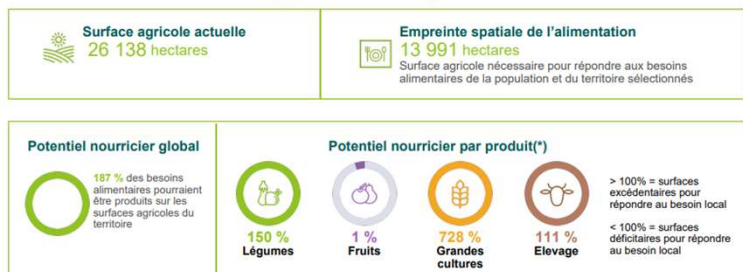 Surface agricole actuelle
26 138 hectares
Empreinte spatiale de l'alimentation
13 991 hectares
Surface agricole nécessaire pour répondre aux besoins
alimentaires de la population et du territoire sélectionnés
Potentiel nourricier global
187 % des besoins
alimentaires pourraient
être produits sur les
surfaces agricoles du
territoire
Potentiel nourricier par produit(*)
150 %
Légumes
1 %
Fruits
728 %
Grandes
cultures
111 %
Elevage
> 100% = surfaces
excédentaires pour
répondre au besoin local
< 100% = surfaces
déficitaires pour répondre
au besoin local